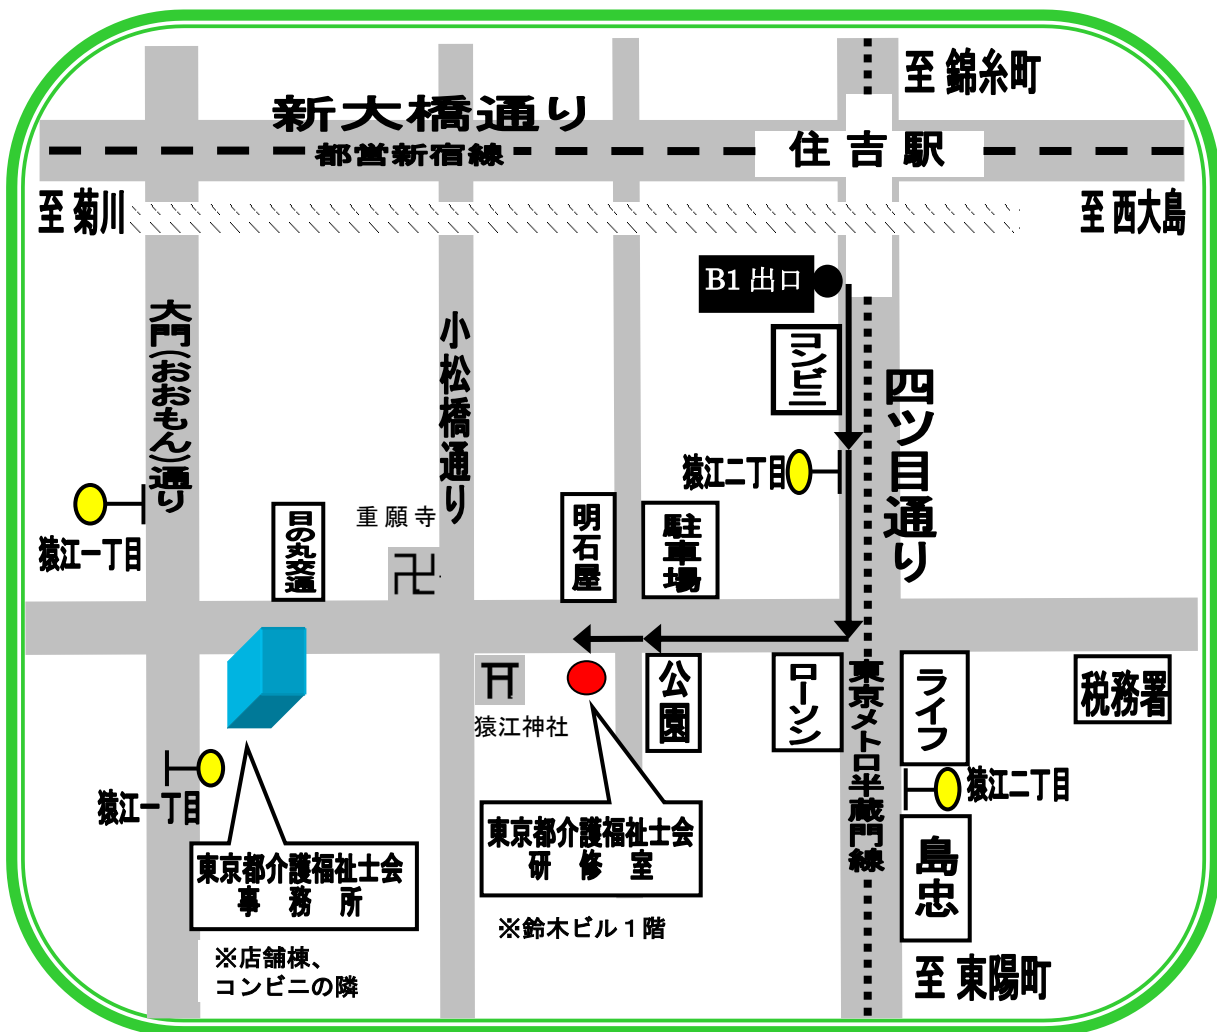 至 錦糸町
新大橋通り
都営新宿線
住吉駅
至 菊川
至 西大島
B1 出口
コンビニ
大門(おおもん)通り
小松橋通り
四ツ目通り
猿江二丁目
猿江一丁目
日の丸交通
重願寺
卍
明石屋
駐車場
猿江神社
公園
ローソン
東京メトロ半蔵門線
ライフ
税務署
猿江一丁目
猿江二丁目
東京都介護福祉士会
事務所
※店舗棟、
コンビニの隣
東京都介護福祉士会
研修室
※鈴木ビル1階
島忠
至 東陽町